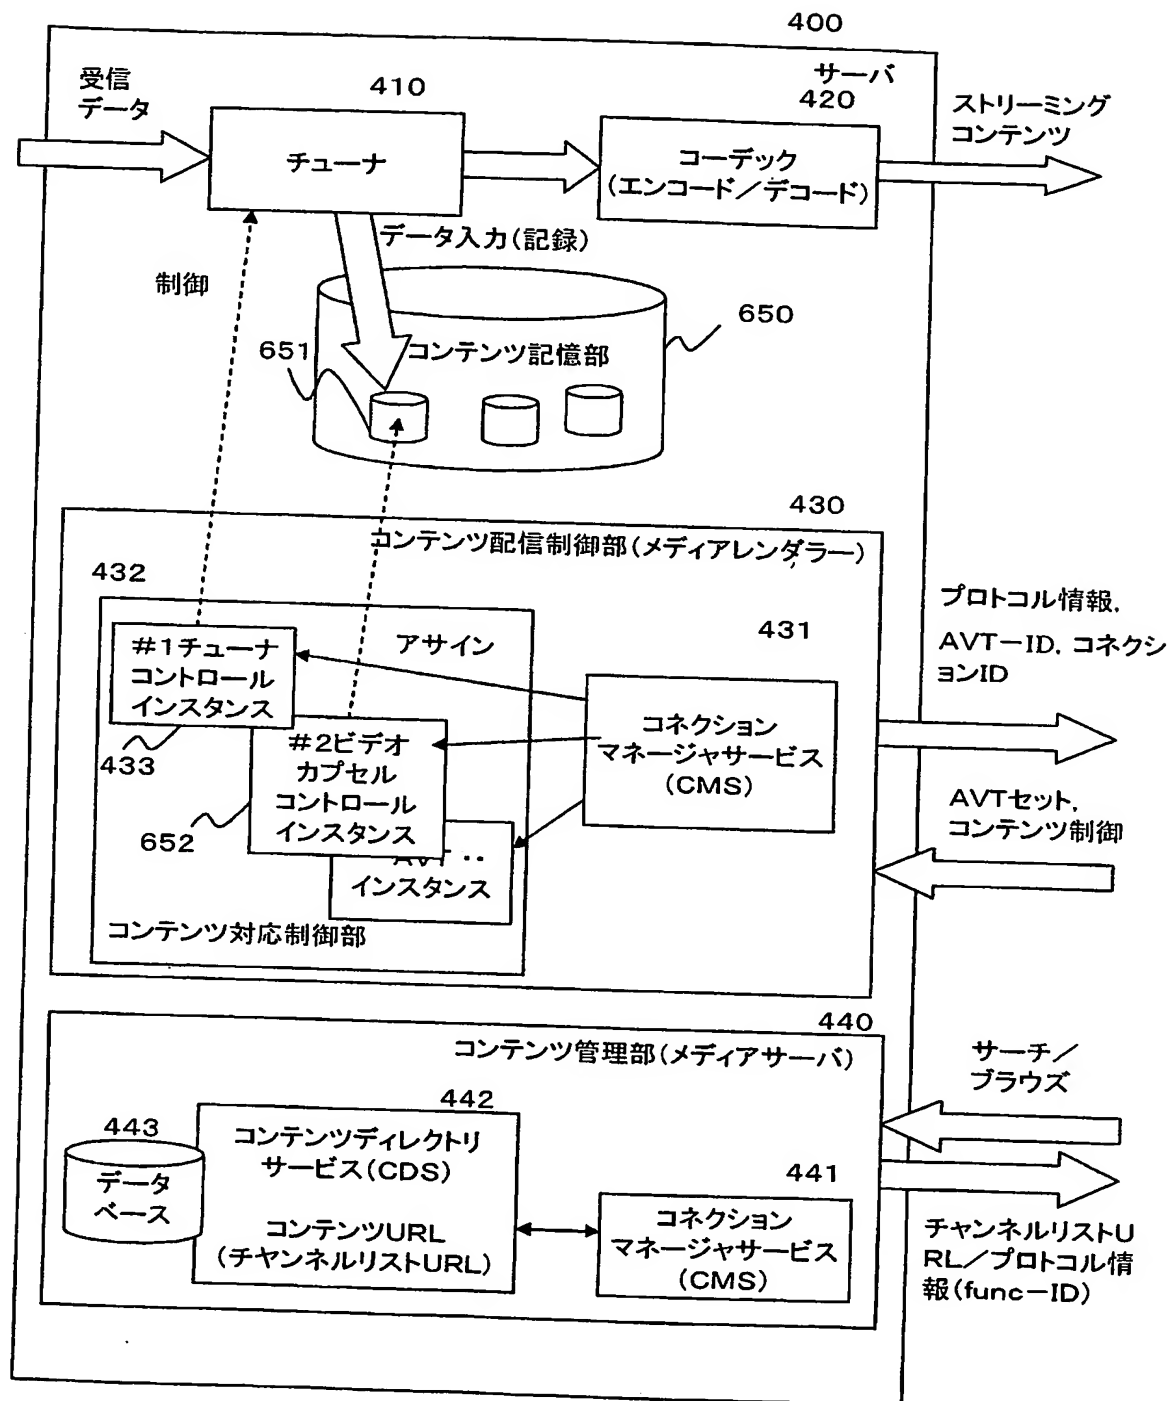 400
サーバ
受信
データ
410
チューナ
420
コーデック
(エンコード/デコード)
ストリーミング
コンテンツ
データ入力(記録)
制御
650
651
コンテンツ記憶部
430
コンテンツ配信制御部(メディアレンダラー)
432
アサイン
431
#1チューナ
コントロール
インスタンス
433
#2ビデオ
カプセル
コントロール
インスタンス
652
コネクション
マネージャサービス
(CMS)
AVT‥
インスタンス
コンテンツ対応制御部
プロトコル情報,
AVT-ID, コネクシ
ョンID
AVTセット,
コンテンツ制御
440
コンテンツ管理部(メディアサーバ)
443
データ
ベース
442
コンテンツディレクトリ
サービス(CDS)
コンテンツURL
(チャンネルリストURL)
441
コネクション
マネージャサービス
(CMS)
サーチ/
ブラウズ
チャンネルリストU
RL/プロトコル情
報(func-ID)